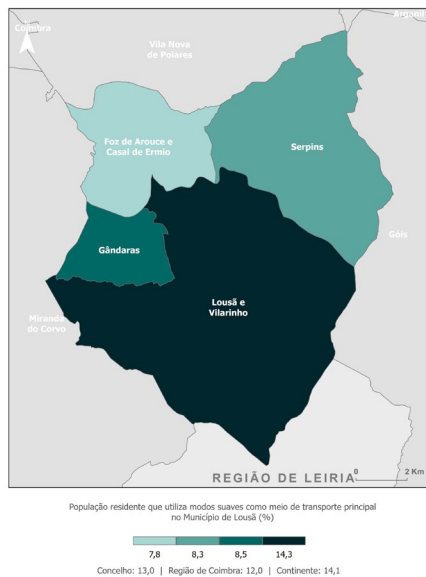 Coimbra
Arganil
Vila Nova
de Poiares
Foz de Arouce e
Casal de Ermio
Serpins
Góis
Gândaras
Lousã e
Vilarinho
Miranda
do Corvo
REGIÃO DE LEIRIA
0 2 Km
População residente que utiliza modos suaves como meio de transporte principal
no Município de Lousã (%)
7,8 8,3 8,5 14,3
Concelho: 13,0 | Região de Coimbra: 12,0 | Continente: 14,1